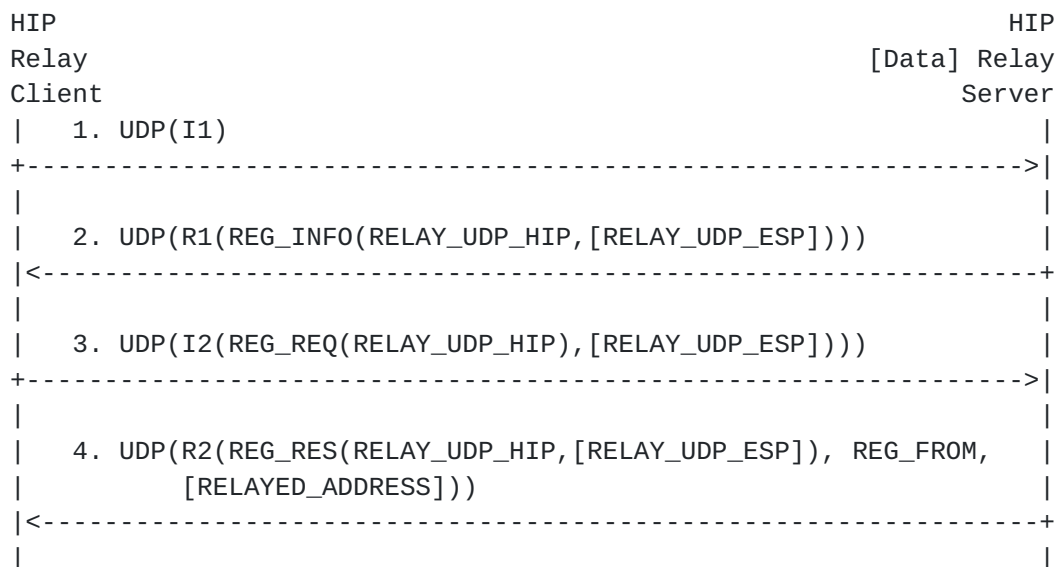 HIP                                                          HIP
Relay                                               [Data] Relay
Client                                                    Server
|   1. UDP(I1)                                                 |
+------------------------------------------------------------->|
|                                                              |
|   2. UDP(R1(REG_INFO(RELAY_UDP_HIP,[RELAY_UDP_ESP])))        |
|<-------------------------------------------------------------+
|                                                              |
|   3. UDP(I2(REG_REQ(RELAY_UDP_HIP),[RELAY_UDP_ESP])))        |
+------------------------------------------------------------->|
|                                                              |
|   4. UDP(R2(REG_RES(RELAY_UDP_HIP,[RELAY_UDP_ESP]), REG_FROM,  |
|         [RELAYED_ADDRESS]))                                  |
|<-------------------------------------------------------------+
|                                                              |